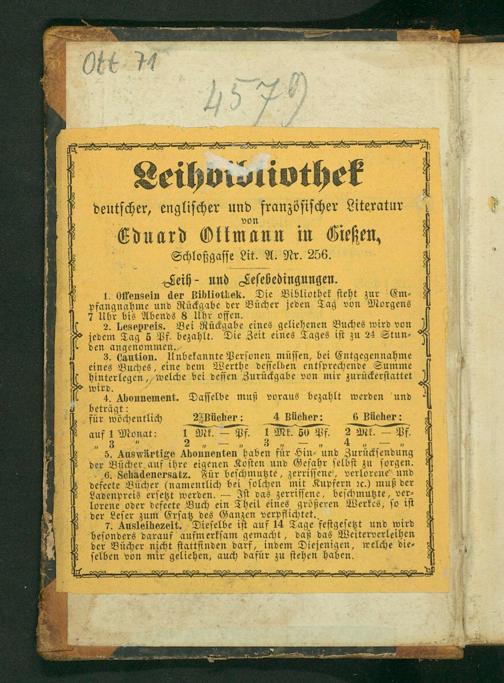 Ott 71
4579
Leihbibliothek
deutscher, englischer und französischer Literatur
von
Eduard Ottmann in Gießen,
Schloßgasse Lit. A. Nr. 256.
Leih- und Lesebedingungen.
1. Offensein der Bibliothek. Die Bibliothek steht zur Em-
pfangnahme und Rückgabe der Bücher jeden Tag von Morgens
7 Uhr bis Abends 8 Uhr offen.
2. Lesepreis. Bei Rückgabe eines geliehenen Buches wird von
jedem Tag 5 Pf. bezahlt. Die Zeit eines Tages ist zu 24 Stun-
den angenommen.
3. Caution. Unbekannte Personen müssen, bei Entgegennahme
eines Buches, eine dem Werthe desselben entsprechende Summe
hinterlegen, welche bei dessen Zurückgabe von mir zurückerstattet
wird.
4. Abonnement. Dasselbe muß voraus bezahlt werden und
beträgt:
für wöchentlich 2 Bücher: 4 Bücher: 6 Bücher:
auf 1 Monat: 1 Mk. — Pf. 1 Mk. 50 Pf. 2 Mk. — Pf.
„ 3 „ 2 „ — „ 3 „ — „ 4 „ — „
5. Auswärtige Abonnenten haben für Hin- und Zurücksendung
der Bücher auf ihre eigenen Kosten und Gefahr selbst zu sorgen.
6. Schadenersatz. Für beschmutzte, zerrissene, verlorene und
defecte Bücher (namentlich bei solchen mit Kupfern ꝛc.) muß der
Ladenpreis ersetzt werden. — Ist das zerrissene, beschmutzte, ver-
lorene oder defecte Buch ein Theil eines größeren Werkes, so ist
der Leser zum Ersatz des Ganzen verpflichtet.
7. Ausleihezeit. Dieselbe ist auf 14 Tage festgesetzt und wird
besonders darauf aufmerksam gemacht, daß das Weiterverleihen
der Bücher nicht stattfinden darf, indem Diejenigen, welche die-
selben von mir geliehen, auch dafür zu stehen haben.